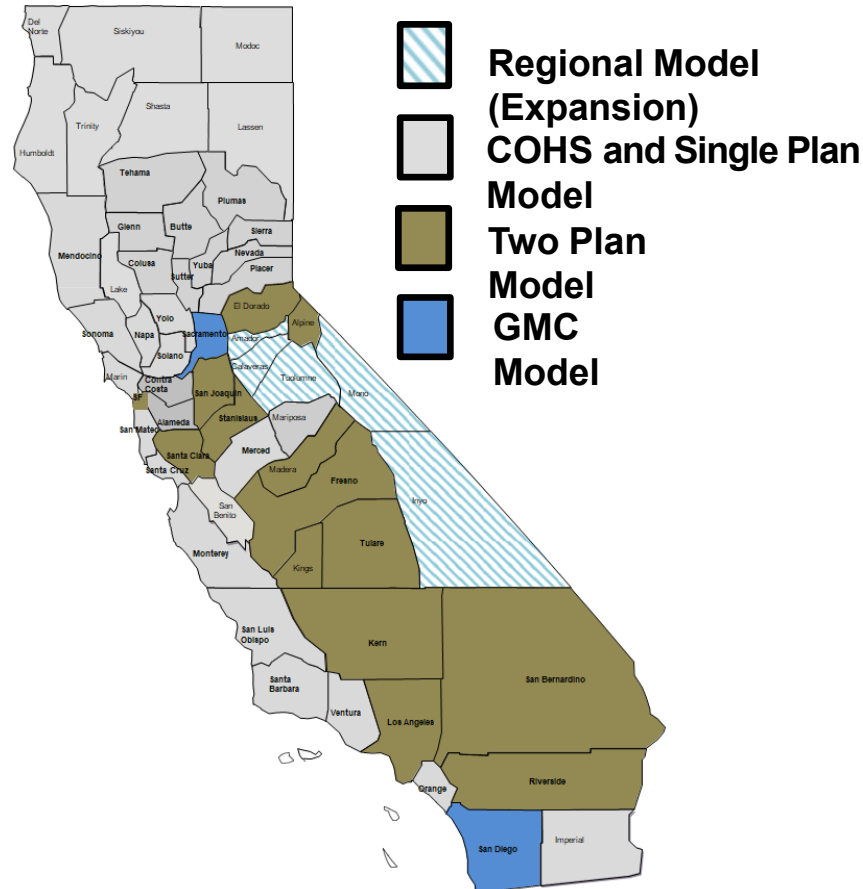 Regional Model
(Expansion)
COHS and Single Plan
Model
Two Plan
Model
GMC
Model
Del
Norte
Siskiyou
Modoc
Humboldt
Trinity
Shasta
Lassen
Tehama
Plumas
Mendocino
Glenn
Butte
Sierra
Colusa
Sutter
Yuba
Nevada
Placer
Lake
Sonoma
Napa
Yolo
Solano
Sacramento
El Dorado
Alpine
Amador
Calaveras
Tuolumne
Mono
Marin
Contra
Costa
SF
Alameda
San Joaquin
Stanislaus
Mariposa
San Mateo
Santa Clara
Santa Cruz
Merced
Madera
San
Benito
Fresno
Inyo
Monterey
Kings
Tulare
San Luis
Obispo
Kern
San Bernardino
Santa
Barbara
Ventura
Los Angeles
Orange
Riverside
San Diego
Imperial